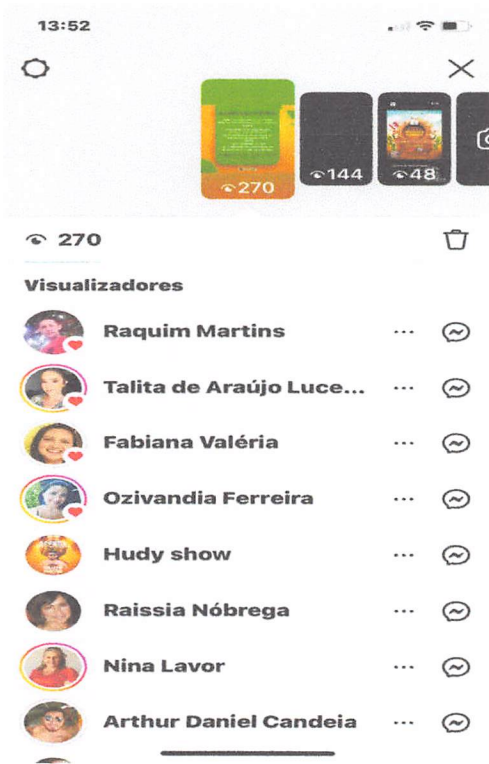 13:52
270
144
48
270
Visualizadores
Raquim Martins
Talita de Araújo Luce...
Fabiana Valéria
Ozivandia Ferreira
Hudy show
Raissia Nóbrega
Nina Lavor
Arthur Daniel Candeia